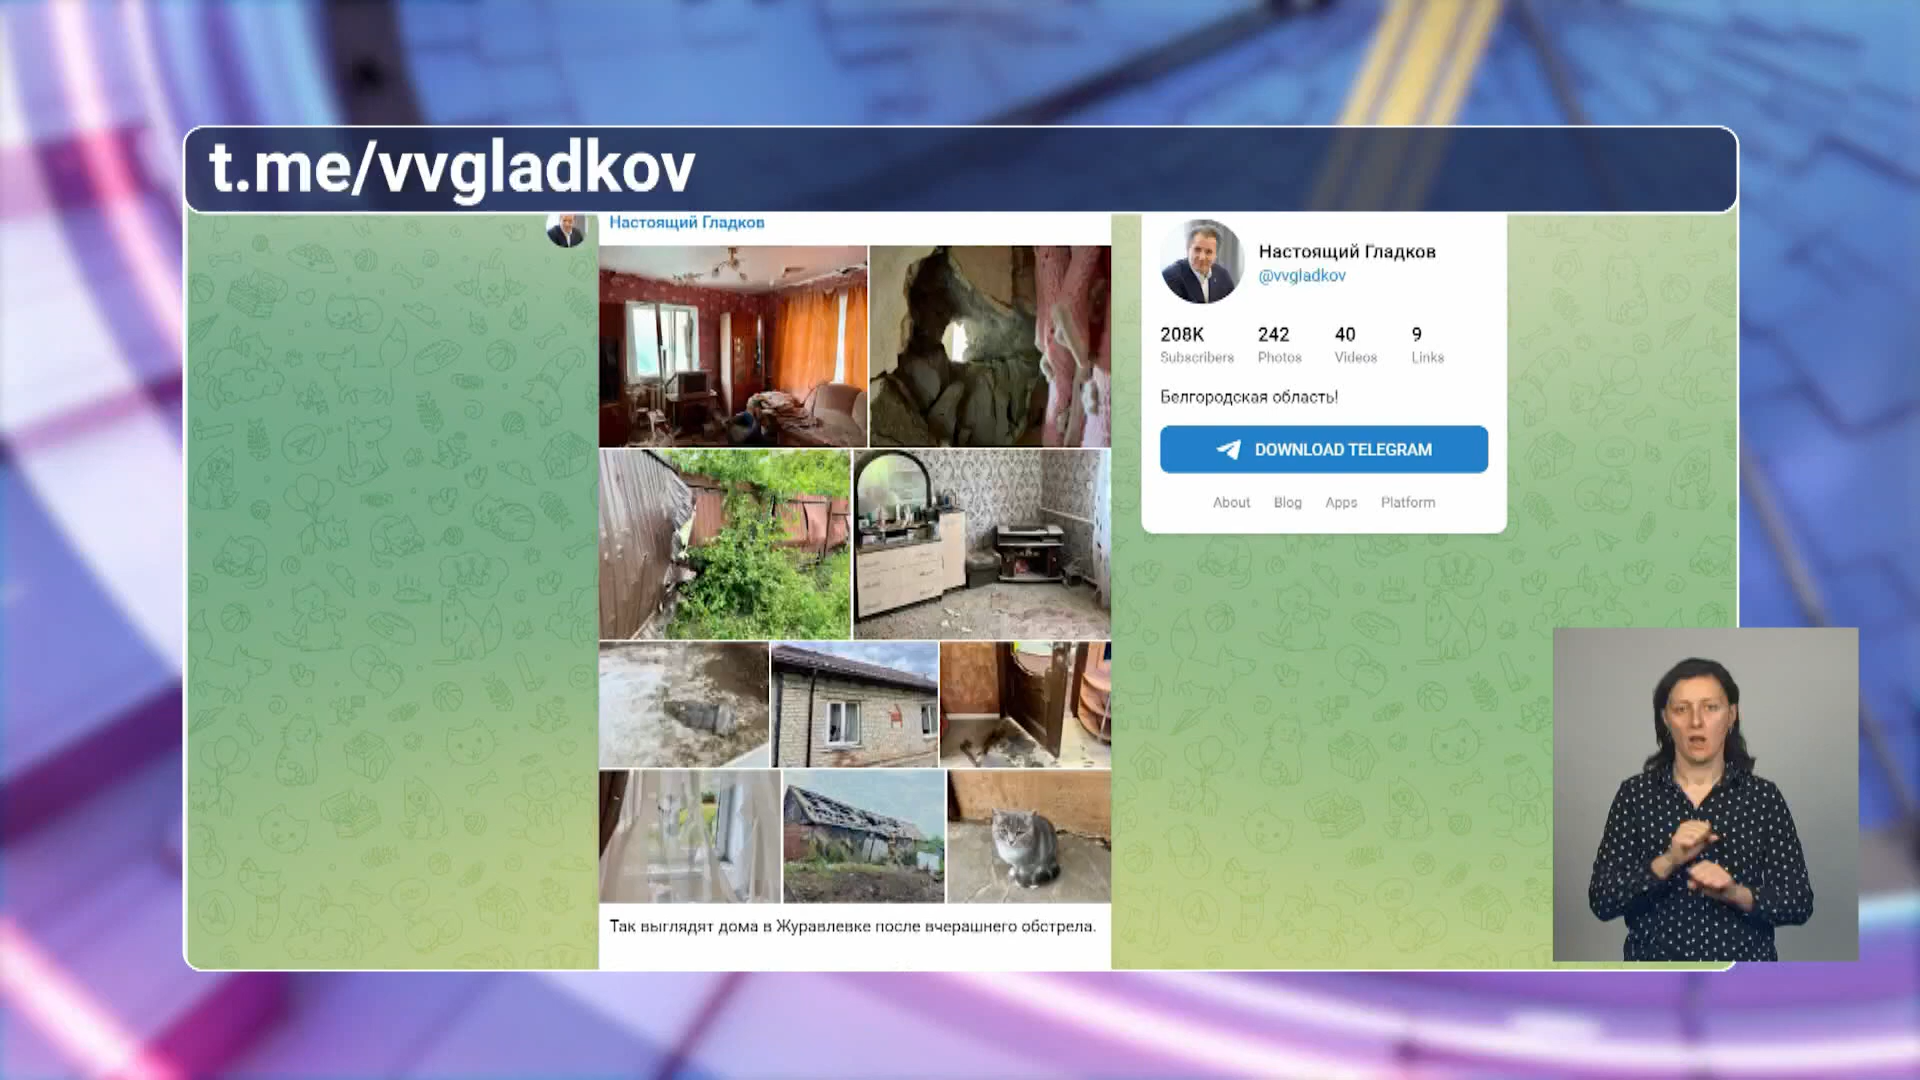 t.me/vvgladkov
Настоящий Гладков
Настоящий Гладков
@vvgladkov
208K 242 40 9
Subscribers Photos Videos Links
Белгородская область!
DOWNLOAD TELEGRAM
About Blog Apps Platform
Так выглядят дома в Журавлевке после вчерашнего обстрела.